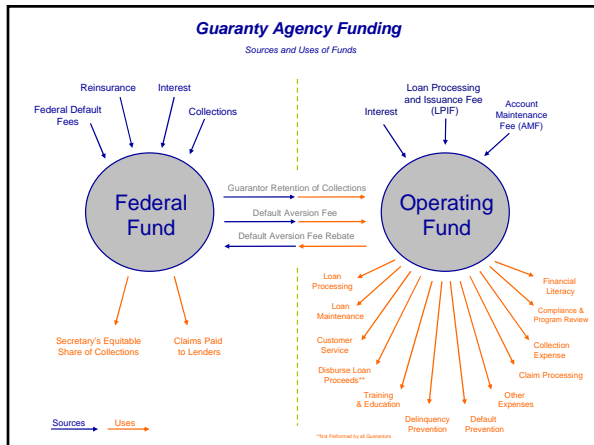 Guaranty Agency Funding
Sources and Uses of Funds
Reinsurance
Interest
Federal Default
Fees
Collections
Federal
Fund
Interest
Loan Processing
and Issuance Fee
(LPIF)
Account
Maintenance
Fee (AMF)
Operating
Fund
Guarantor Retention of Collections
Default Aversion Fee
Default Aversion Fee Rebate
Secretary's Equitable
Share of Collections
Claims Paid
to Lenders
Loan
Processing
Loan
Maintenance
Customer
Service
Disburse Loan
Proceeds**
Training
& Education
Delinquency
Prevention
Default
Prevention
Other
Expenses
Claim Processing
Collection
Expense
Compliance &
Program Review
Financial
Literacy
Sources
Uses
**Not Performed by all Guarantors